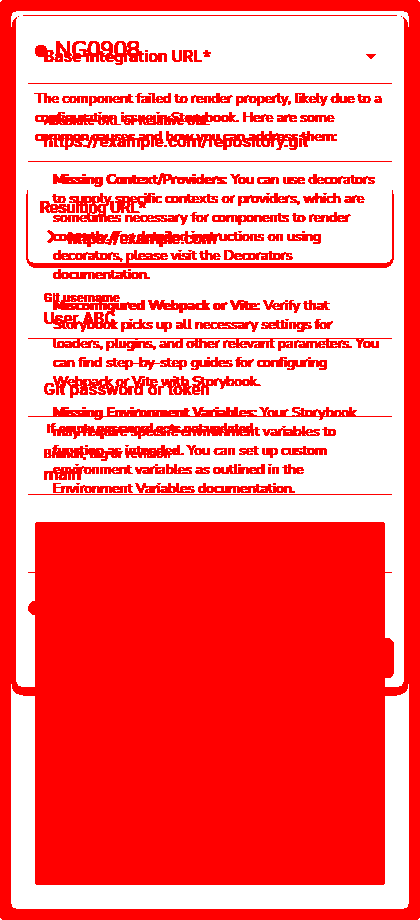 NG0908
Base Integration URL*
The component failed to render properly, likely due to a
configuration issue in Storybook. Here are some
common causes and how you can address them:
https://example.com/repository.git
Missing Context/Providers: You can use decorators
to supply specific contexts or providers, which are
Resulting URL*
sometimes necessary for components to render
https://example.com
instructions on using
decorators, please visit the Decorators
documentation.
Git username
Misconfigured Webpack or Vite: Verify that
User ABC
Storybook picks up all necessary settings for
loaders, plugins, and other relevant parameters. You
can find step-by-step guides for configuring
Webpack or Vite with Storybook.
Git password or token
Missing Environment Variables: Your Storybook
may require specific environment variables to
function as intended. You can set up custom
main
environment variables as outlined in the
Environment Variables documentation.